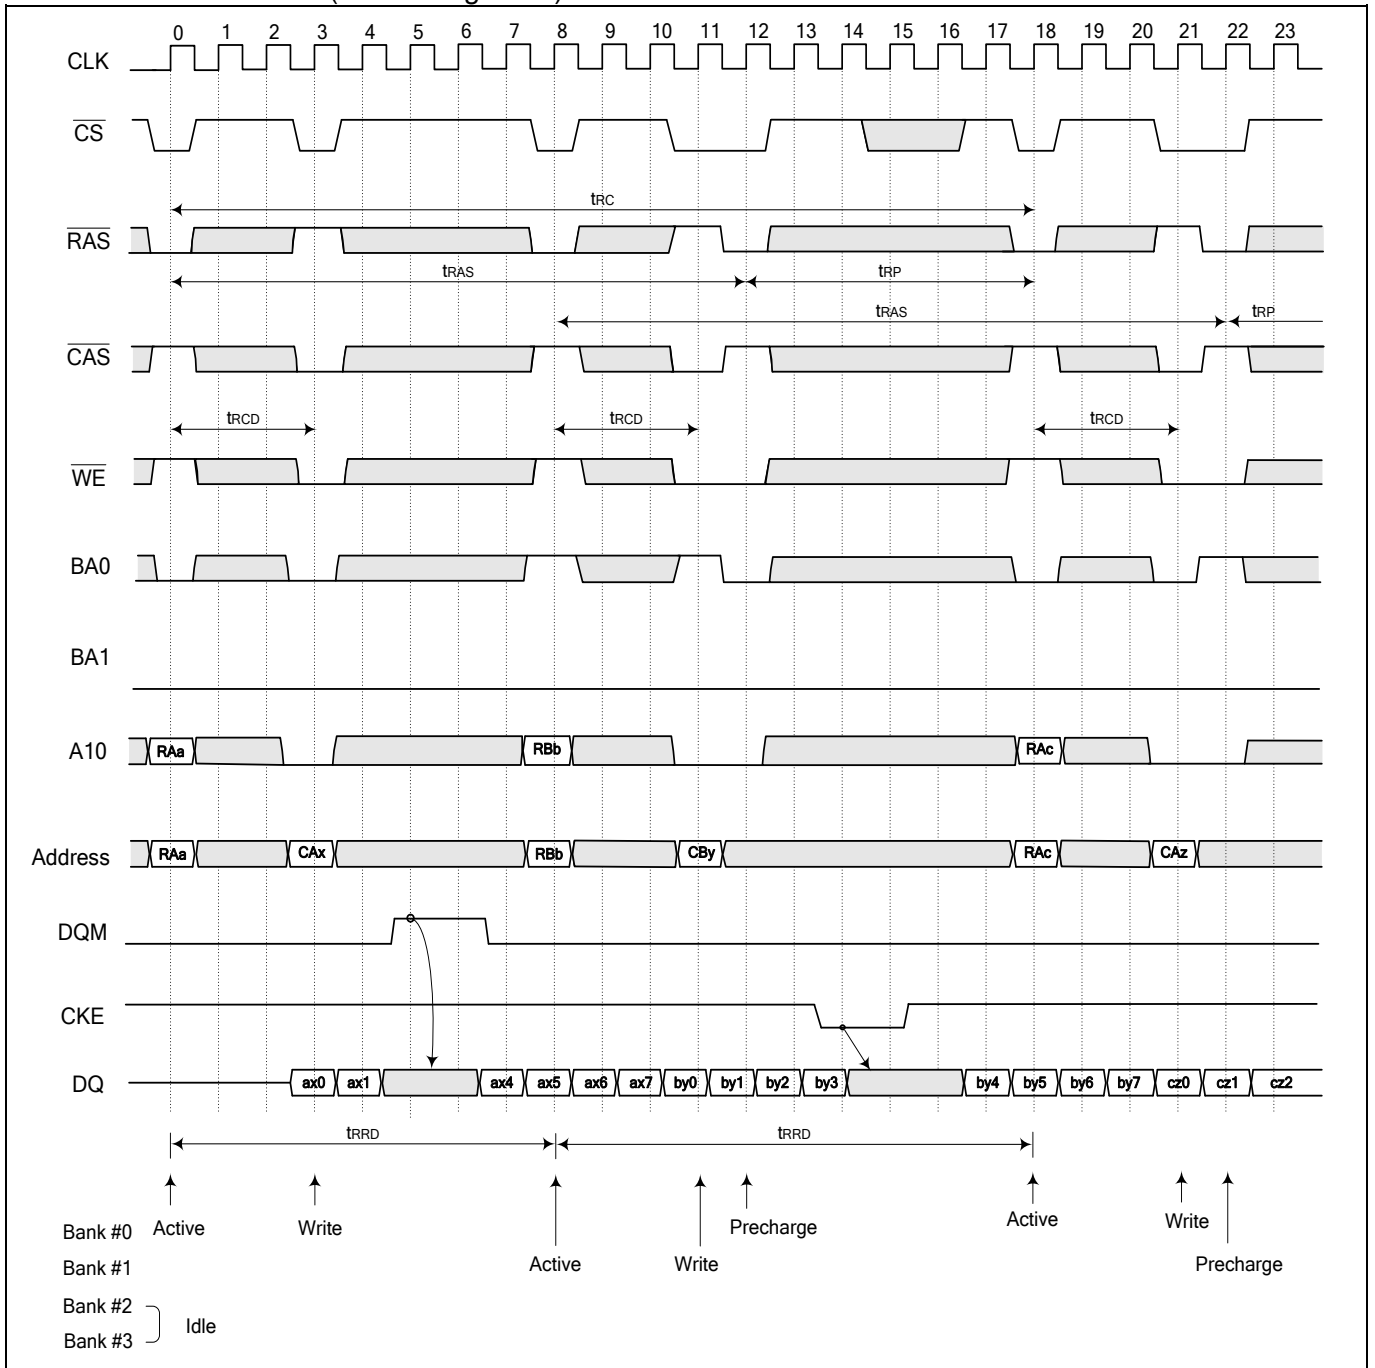 0 1 2 3 4 5 6 7 8 9 10 11 12 13 14 15 16 17 18 19 20 21 22 23
CLK
CS
tRC
RAS
tRAS tRP
tRAS tRP
CAS
tRCD tRCD tRCD
WE
BA0
BA1
A10 RAa RBb RAc
Address RAa CAx RBb CBy RAc CAz
DQM
CKE
DQ ax0 ax1 ax4 ax5 ax6 ax7 by0 by1 by2 by3 by4 by5 by6 by7 cz0 cz1 cz2
tRRD tRRD
Bank #0 Active Write Precharge Active Write
Bank #1 Active Write Precharge
Bank #2
Idle
Bank #3